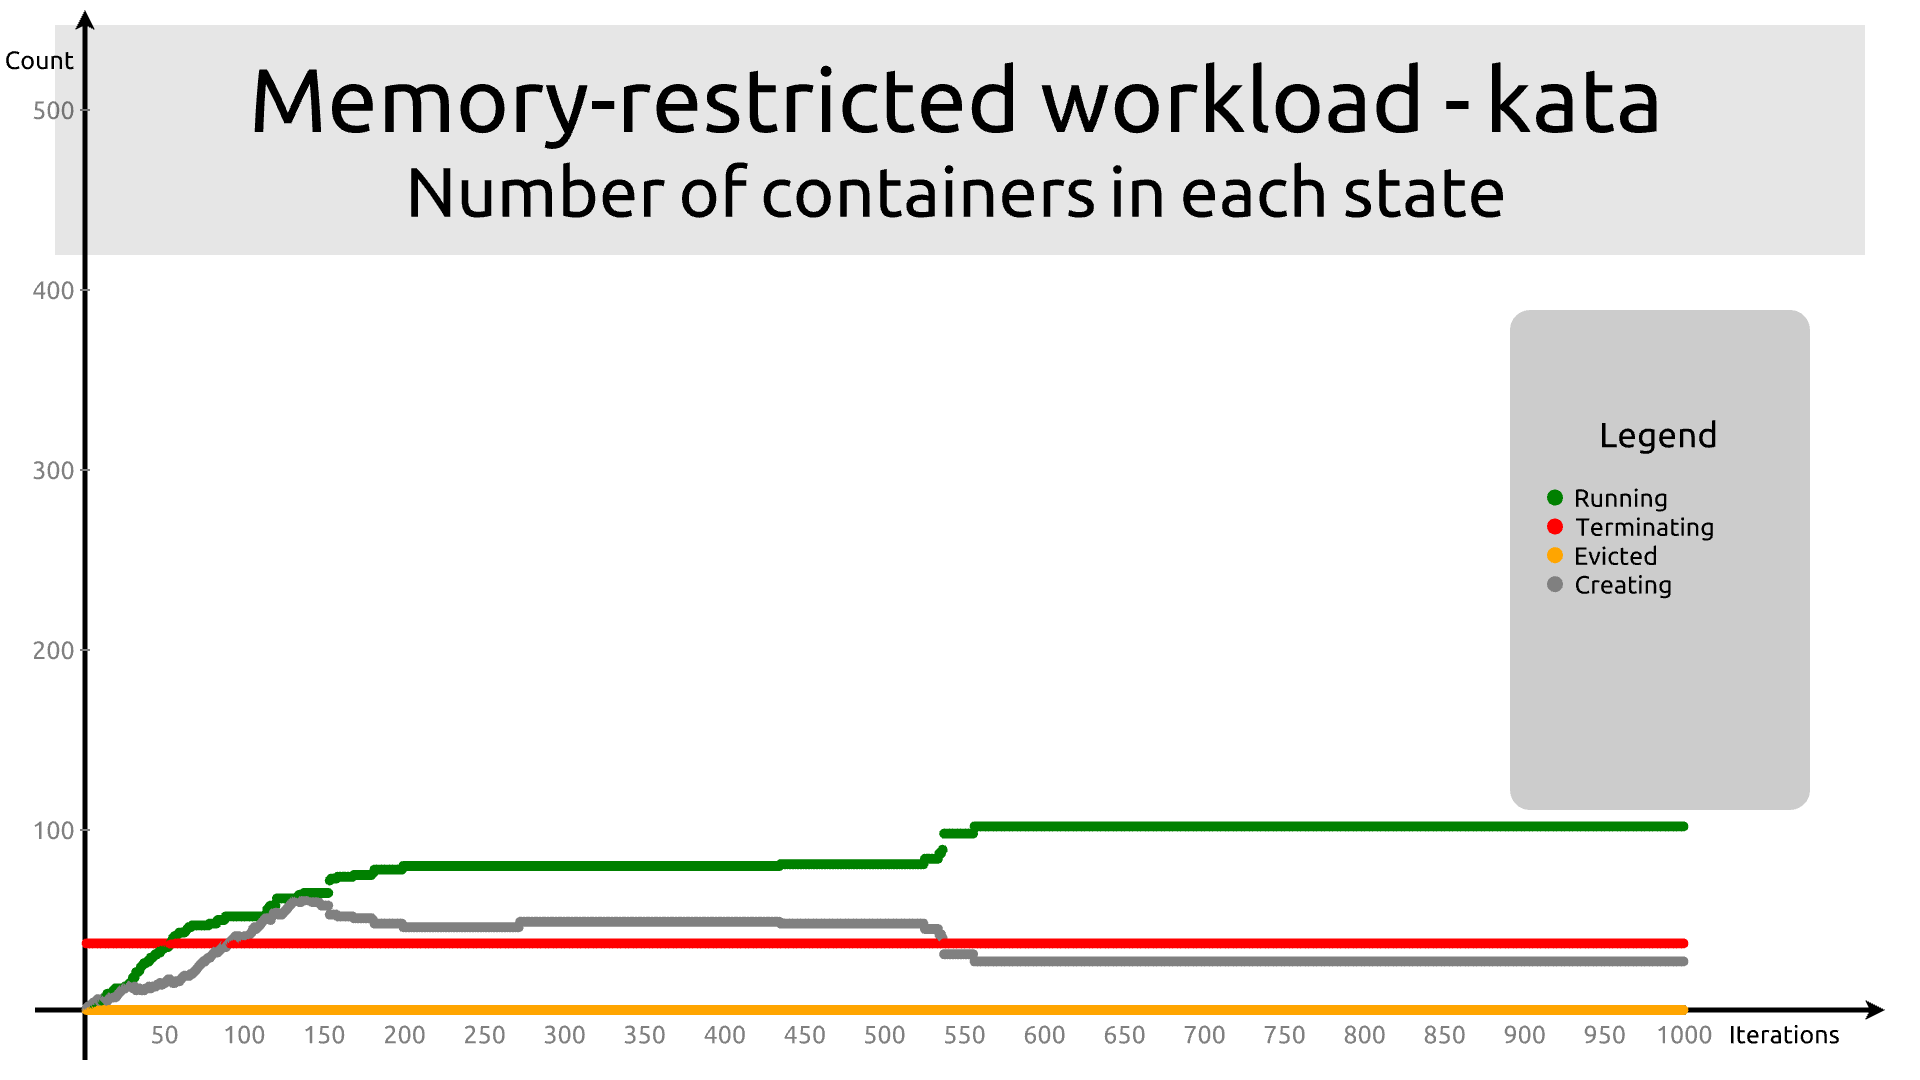 Memory-restricted workload - kata
Number of containers in each state
Count
500
400
300
200
100
Legend
Running
Terminating
Evicted
Creating
50 100 150 200 250 300 350 400 450 500 550 600 650 700 750 800 850 900 950 1000 Iterations